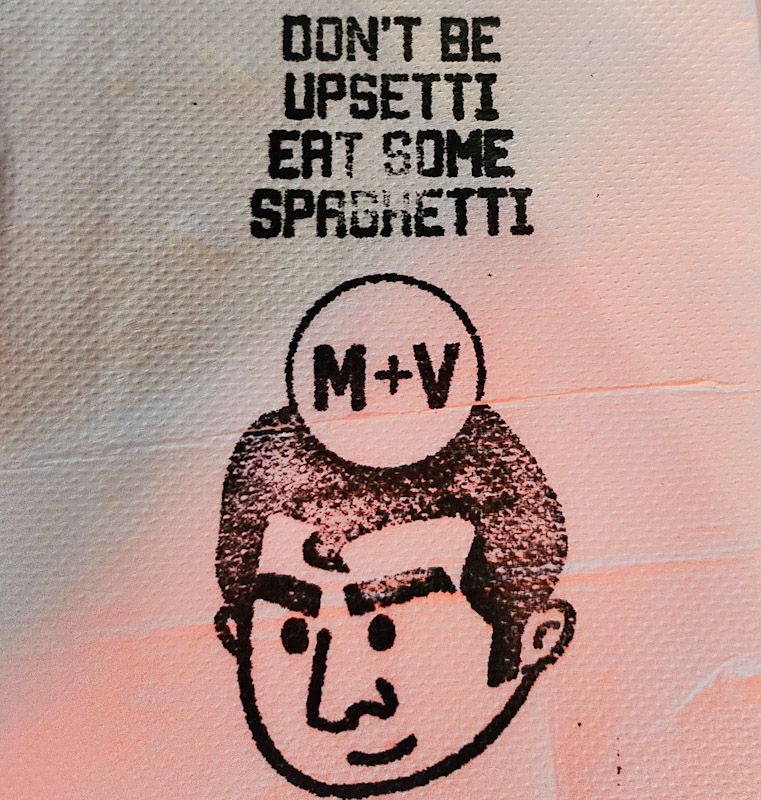 DON'T BE
UPSETTI
EAT SOME
SPAGHETTI
M+V